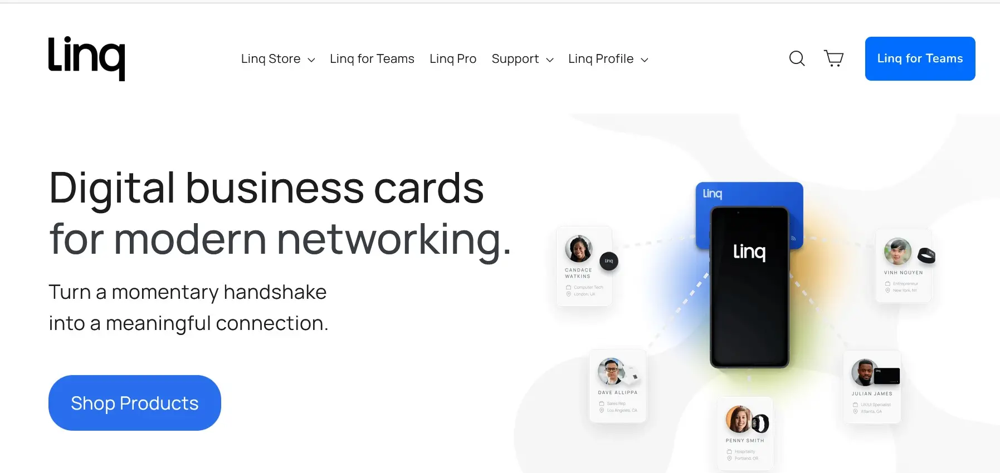 Linq
Linq Store
Linq for Teams
Linq Pro
Support
Linq Profile
Linq for Teams
Digital business cards
for modern networking.
Turn a momentary handshake
into a meaningful connection.
Shop Products
Linq
Linq
CANDACE
WATKINS
Computer Tech
London, UK
Linq
VINH NGUYEN
Entrepreneur
New York, NY
Linq
DAVE ALLIPPA
Sales Rep
Los Angeles, CA
JULIAN JAMES
UX/UI Specialist
Atlanta, GA
Linq
PENNY SMITH
Hospitality
Portland, OR